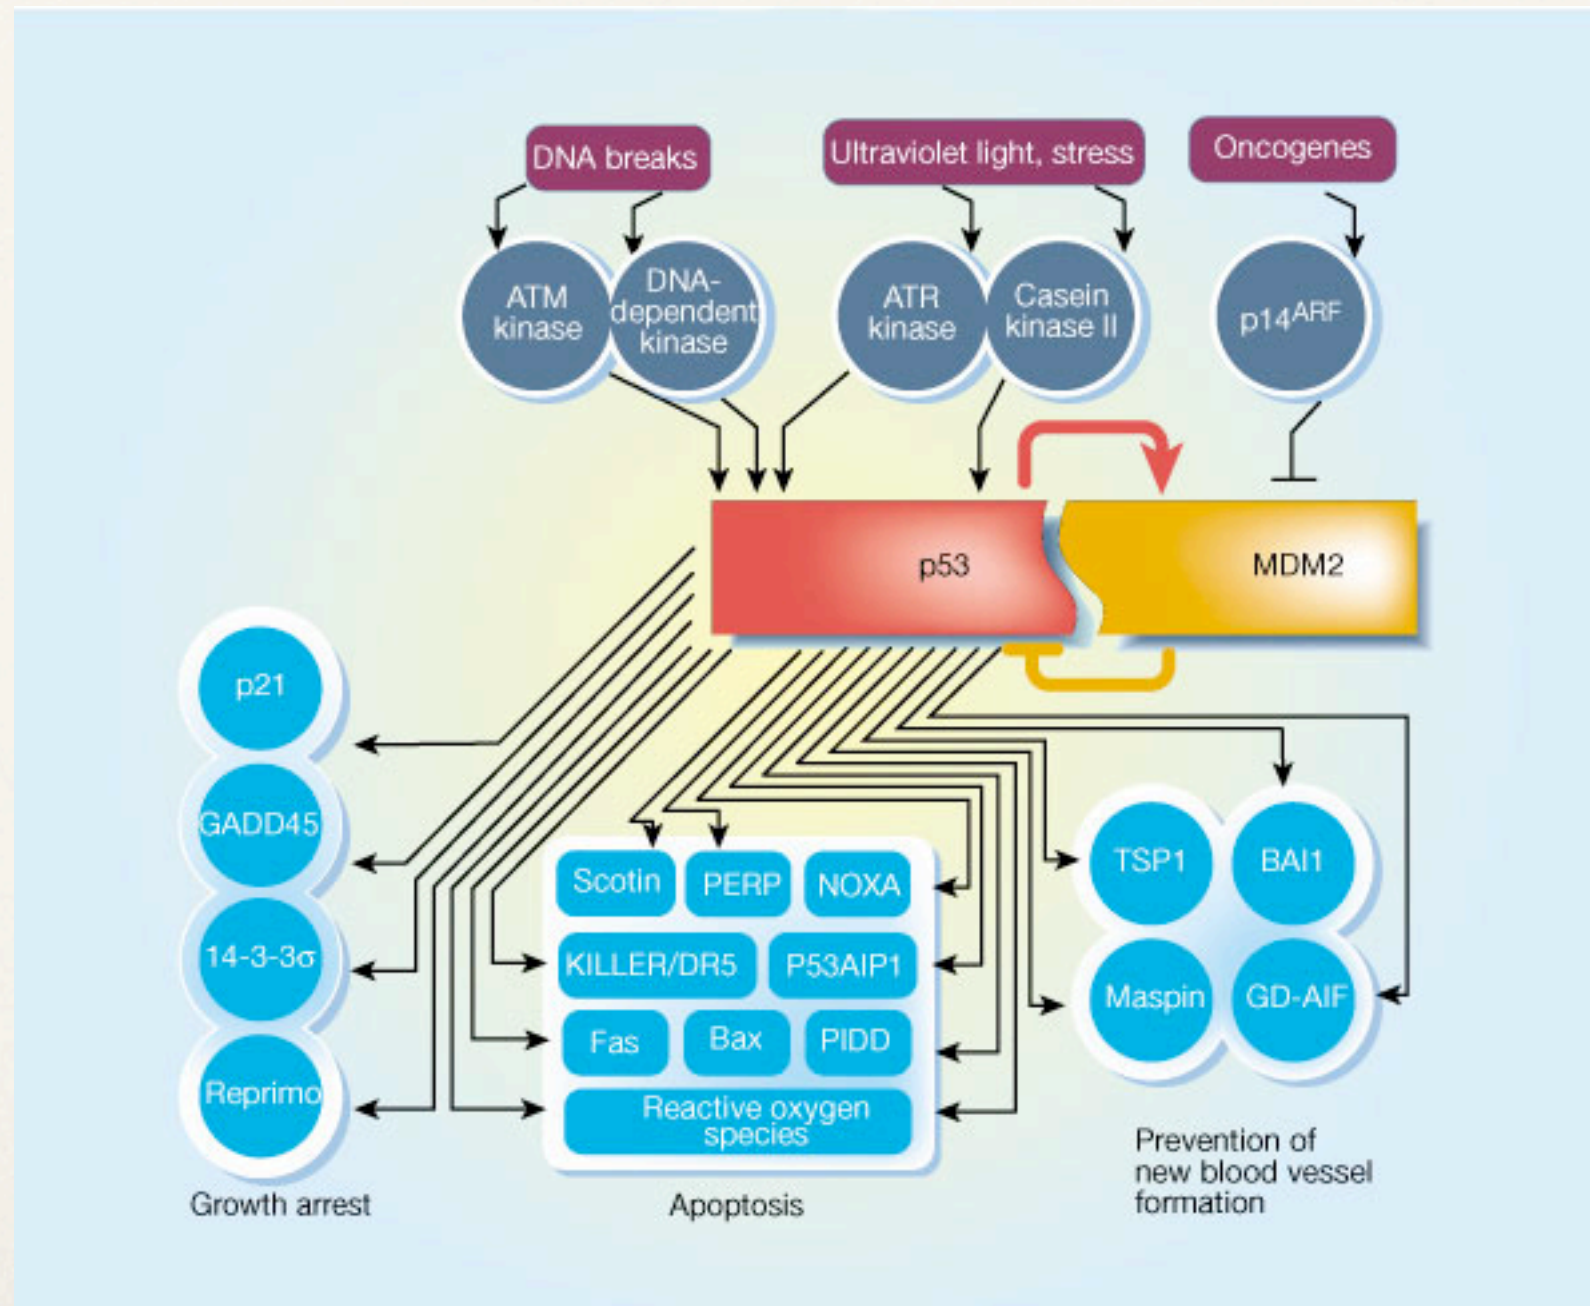 DNA breaks
Ultraviolet light, stress
Oncogenes
ATM
kinase
DNA-
dependent
kinase
ATR
kinase
Casein
kinase II
p14ARF
p53
MDM2
p21
GADD45
14-3-3σ
Reprimo
Growth arrest
Scotin
PERP
NOXA
KILLER/DR5
P53AIP1
Fas
Bax
PIDD
Reactive oxygen
species
Apoptosis
TSP1
BAI1
Maspin
GD-AIF
Prevention of
new blood vessel
formation